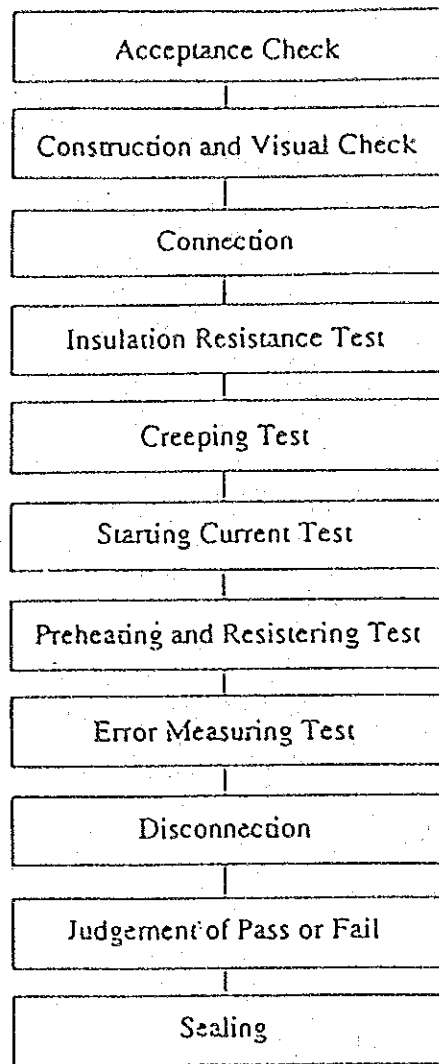 Acceptance Check
Construction and Visual Check
Connection
Insulation Resistance Test
Creeping Test
Starting Current Test
Preheating and Resistering Test
Error Measuring Test
Disconnection
Judgement of Pass or Fail
Sealing